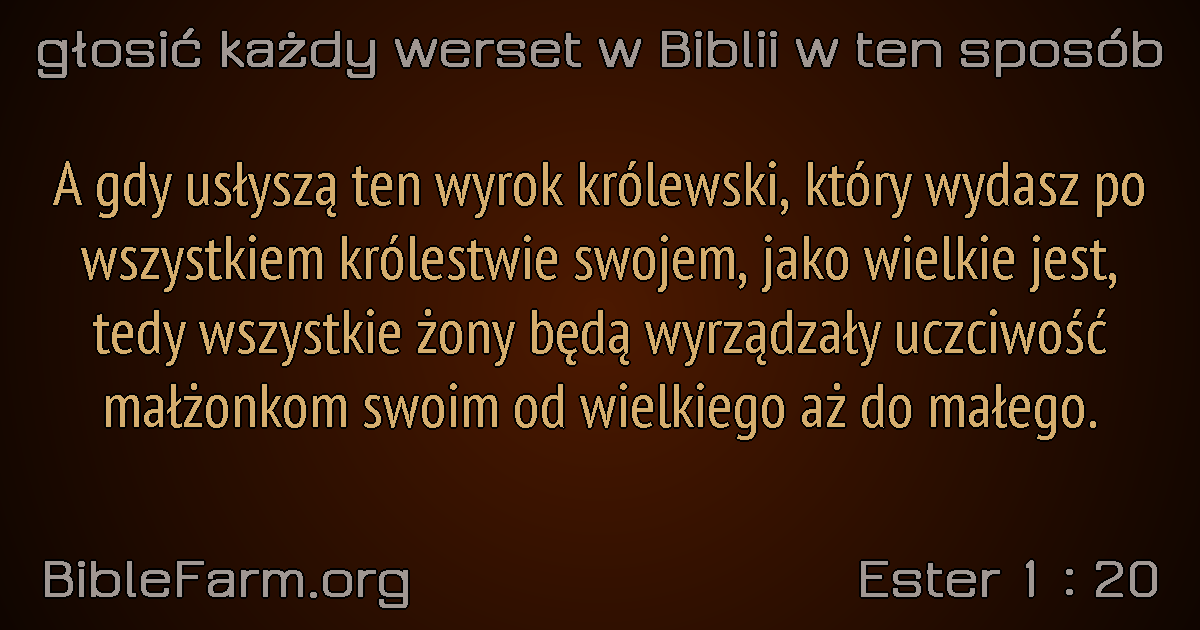 głosić każdy werset w Biblii w ten sposób
A gdy usłyszą ten wyrok królewski, który wydasz po
wszystkiem królestwie swojem, jako wielkie jest,
tedy wszystkie żony będą wyrządzały uczciwość
małżonkom swoim od wielkiego aż do małego.
BibleFarm.org
Ester 1 : 20